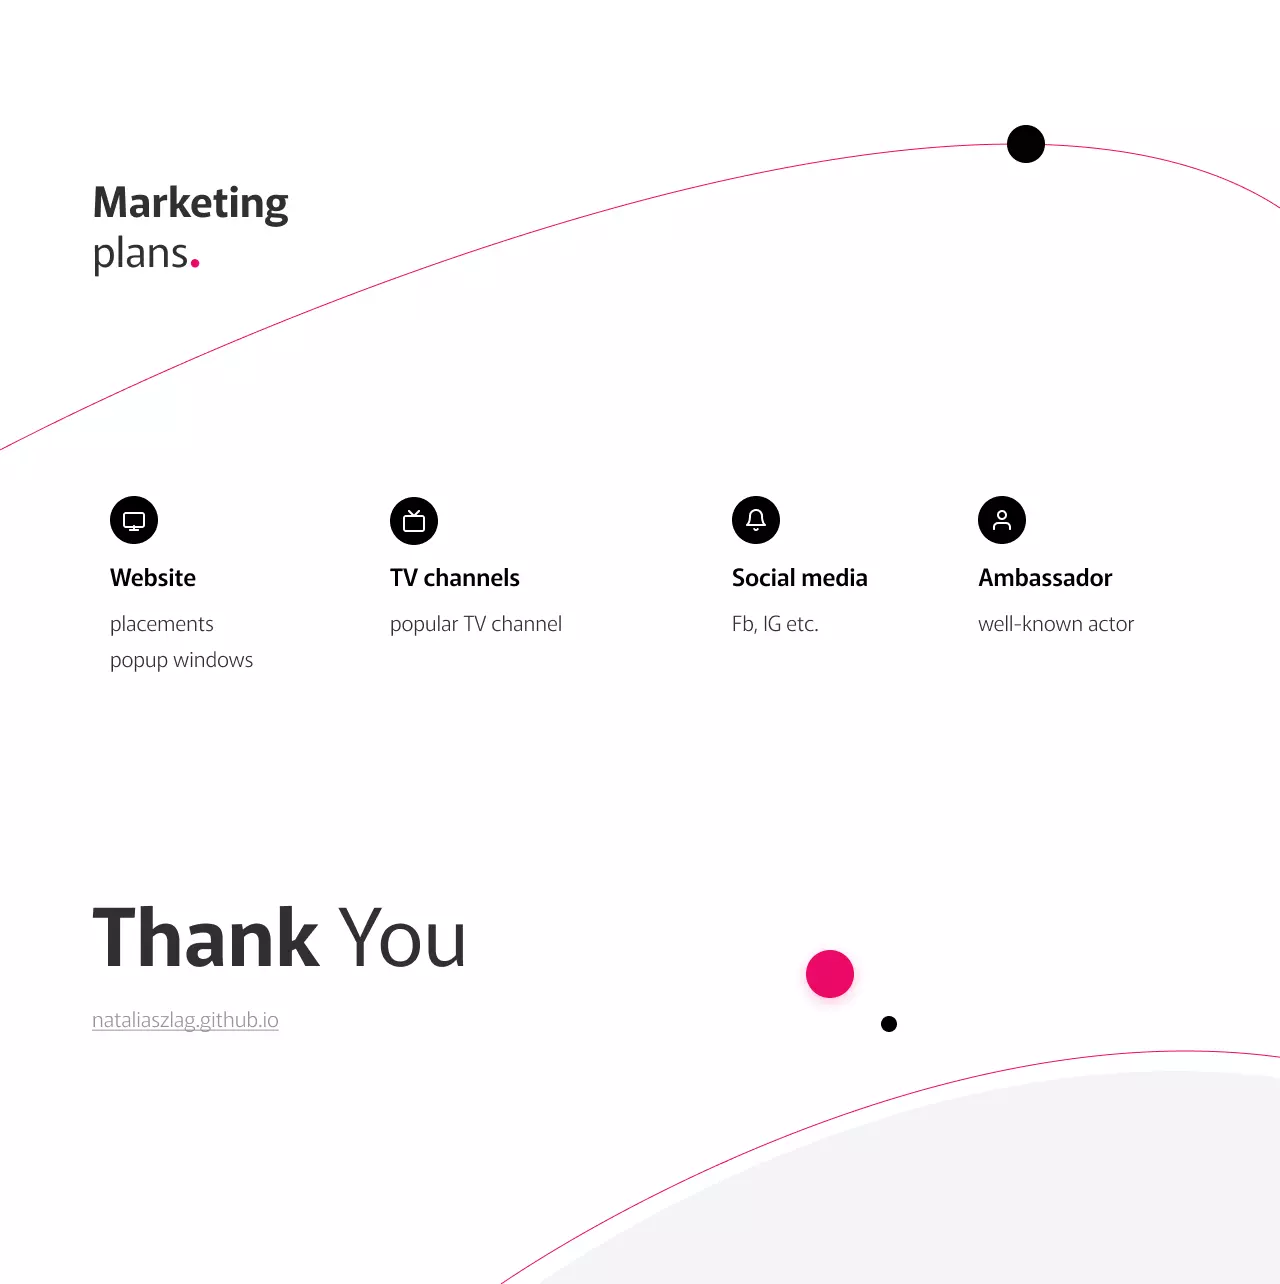 Marketing
plans.
Website
placements
popup windows
TV channels
popular TV channel
Social media
Fb, IG etc.
Ambassador
well-known actor
Thank You
nataliaszlag.github.io